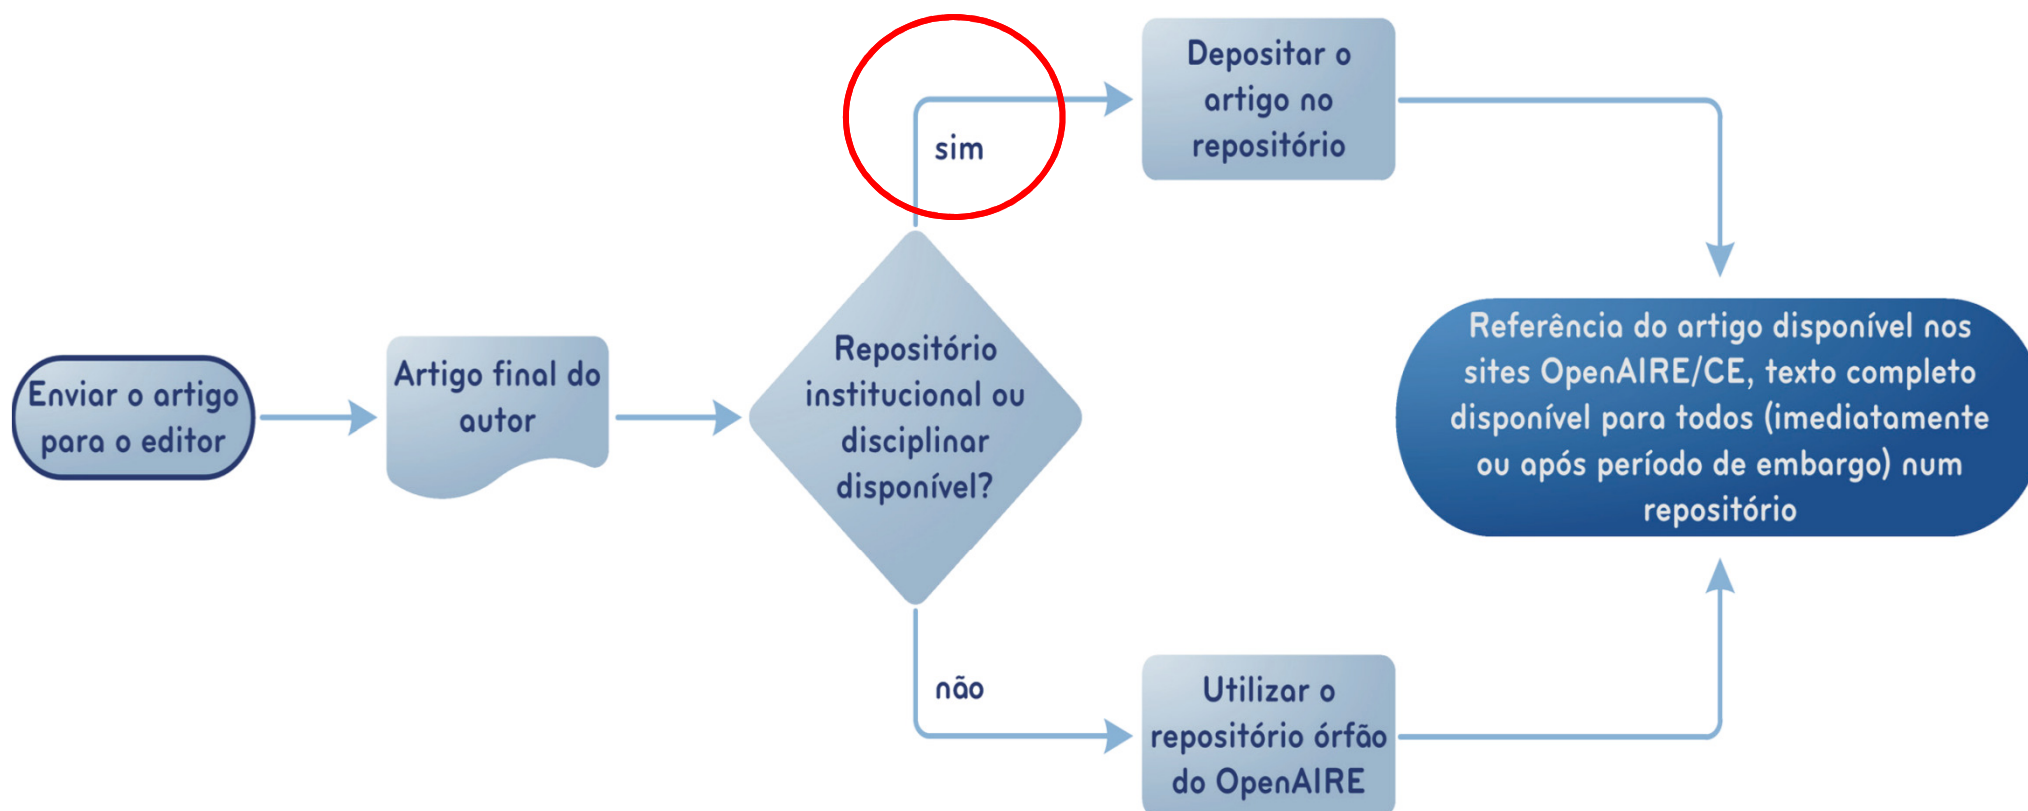 Enviar o artigo
para o editor
Artigo final do
autor
Repositório
institucional ou
disciplinar
disponível?
sim
Depositar o
artigo no
repositório
não
Utilizar o
repositório órfão
do OpenAIRE
Referência do artigo disponível nos
sites OpenAIRE/CE, texto completo
disponível para todos (imediatamente
ou após período de embargo) num
repositório